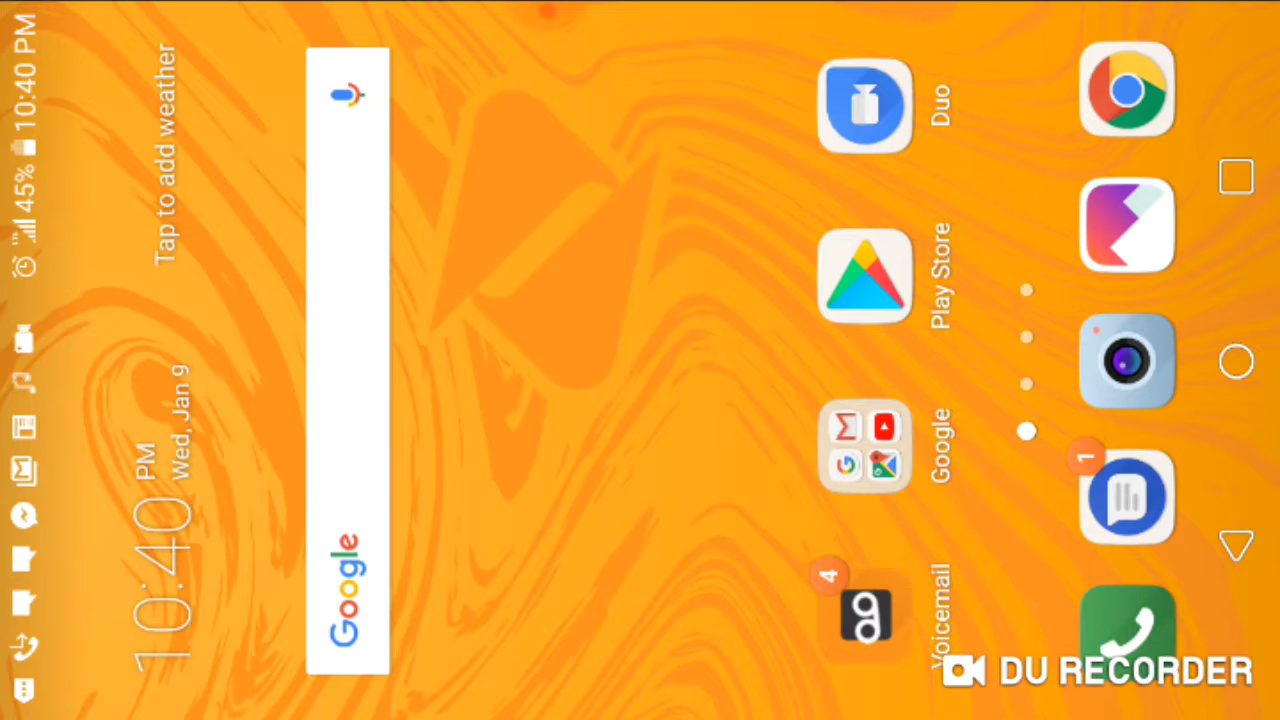 45% 10:40 PM
10:40 PM
Wed, Jan 9
Tap to add weather
Google
4
Voicemail
Google
Play Store
Duo
1
DU RECORDER